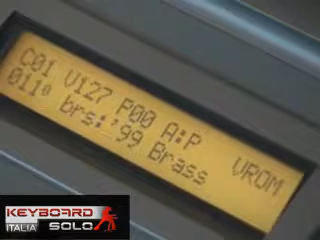 C01 V127 P00 A:P VROM
011 brs:'99 Brass
KEYBOARD
ITALIA SOLO